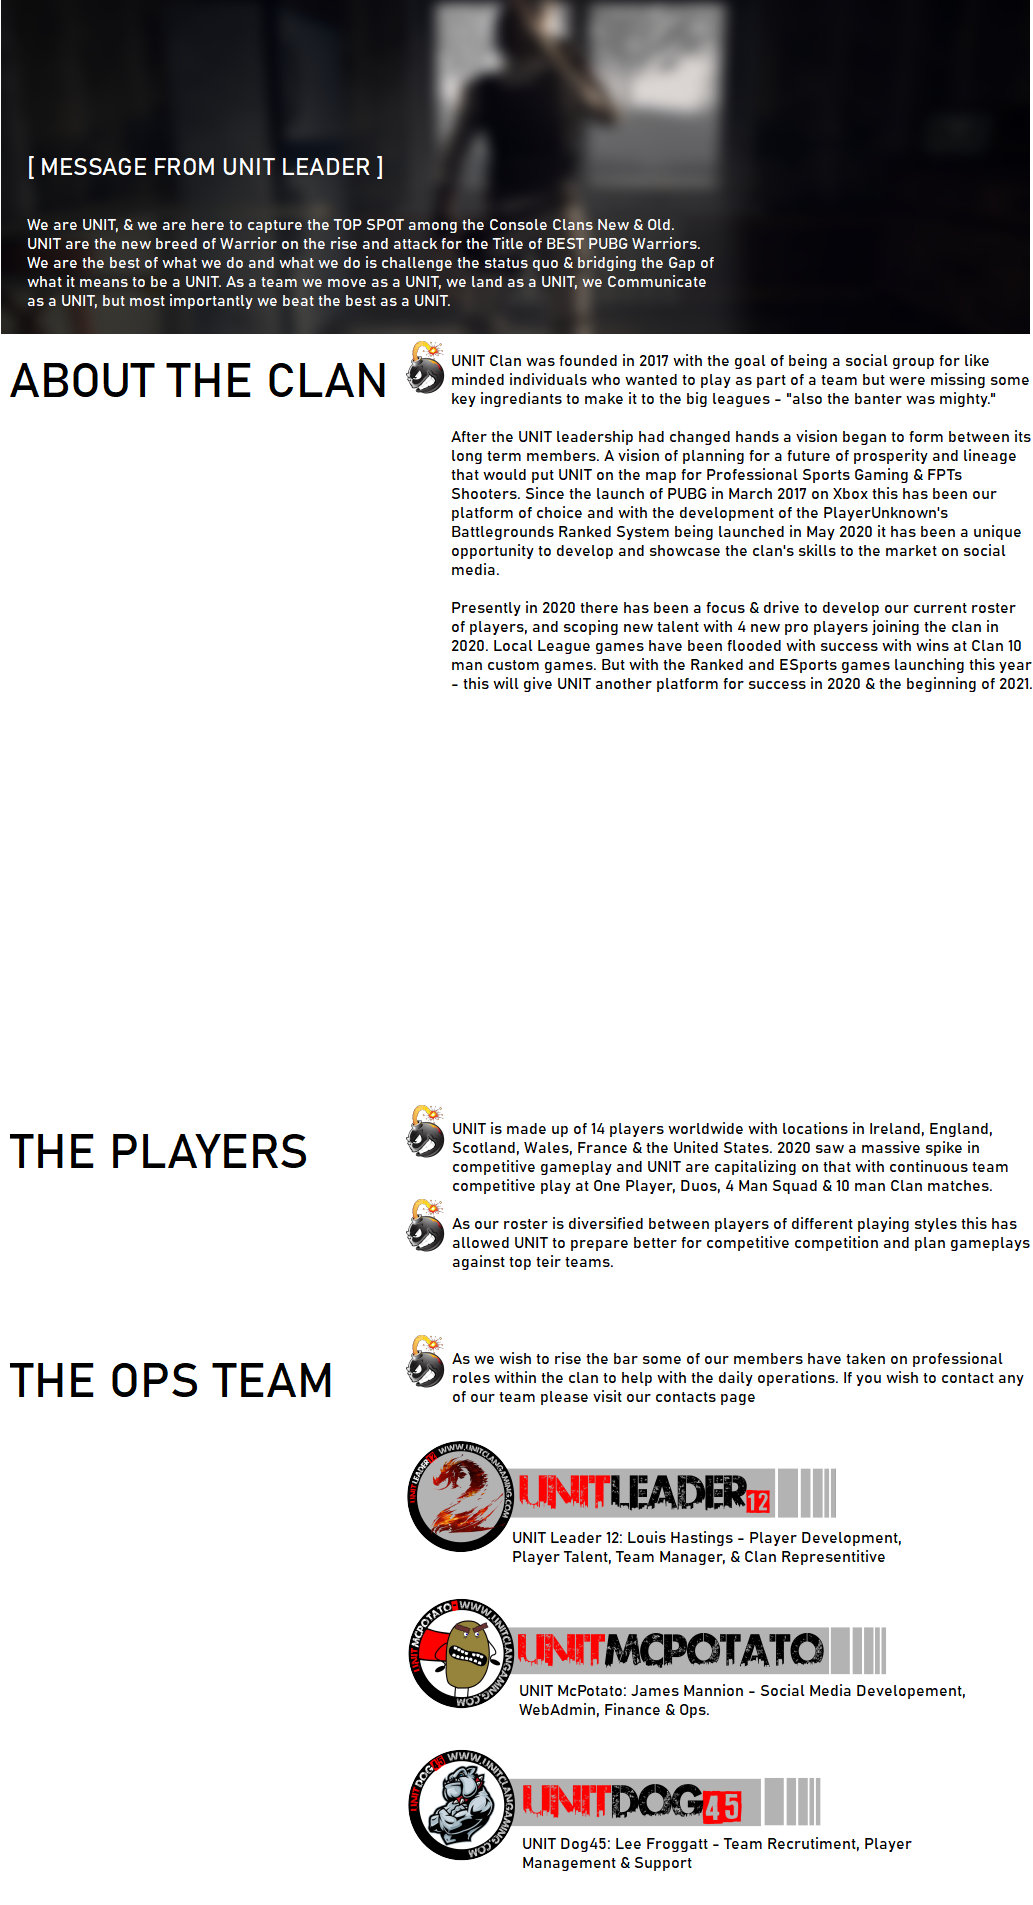 [ MESSAGE FROM UNIT LEADER ]
We are UNIT, & we are here to capture the TOP SPOT among the Console Clans New & Old.
UNIT are the new breed of Warrior on the rise and attack for the Title of BEST PUBG Warriors.
We are the best of what we do and what we do is challenge the status quo & bridging the Gap of
what it means to be a UNIT. As a team we move as a UNIT, we land as a UNIT, we Communicate
as a UNIT, but most importantly we beat the best as a UNIT.
ABOUT THE CLAN
UNIT Clan was founded in 2017 with the goal of being a social group for like
minded individuals who wanted to play as part of a team but were missing some
key ingrediants to make it to the big leagues - "also the banter was mighty."
After the UNIT leadership had changed hands a vision began to form between its
long term members. A vision of planning for a future of prosperity and lineage
that would put UNIT on the map for Professional Sports Gaming & FPTs
Shooters. Since the launch of PUBG in March 2017 on Xbox this has been our
platform of choice and with the development of the PlayerUnknown's
Battlegrounds Ranked System being launched in May 2020 it has been a unique
opportunity to develop and showcase the clan's skills to the market on social
media.
Presently in 2020 there has been a focus & drive to develop our current roster
of players, and scoping new talent with 4 new pro players joining the clan in
2020. Local League games have been flooded with success with wins at Clan 10
man custom games. But with the Ranked and ESports games launching this year
- this will give UNIT another platform for success in 2020 & the beginning of 2021.
THE PLAYERS
UNIT is made up of 14 players worldwide with locations in Ireland, England,
Scotland, Wales, France & the United States. 2020 saw a massive spike in
competitive gameplay and UNIT are capitalizing on that with continuous team
competitive play at One Player, Duos, 4 Man Squad & 10 man Clan matches.
As our roster is diversified between players of different playing styles this has
allowed UNIT to prepare better for competitive competition and plan gameplays
against top teir teams.
THE OPS TEAM
As we wish to rise the bar some of our members have taken on professional
roles within the clan to help with the daily operations. If you wish to contact any
of our team please visit our contacts page
UNITLEADER12 WWW.UNITCLANGAMING.COM
UNITLEADER12
UNIT Leader 12: Louis Hastings - Player Development,
Player Talent, Team Manager, & Clan Representitive
UNITMCPOTATO WWW.UNITCLANGAMING.COM
UNITMCPOTATO
UNIT McPotato: James Mannion - Social Media Developement,
WebAdmin, Finance & Ops.
UNITDOG45 WWW.UNITCLANGAMING.COM
UNITDOG45
UNIT Dog45: Lee Froggatt - Team Recrutiment, Player
Management & Support